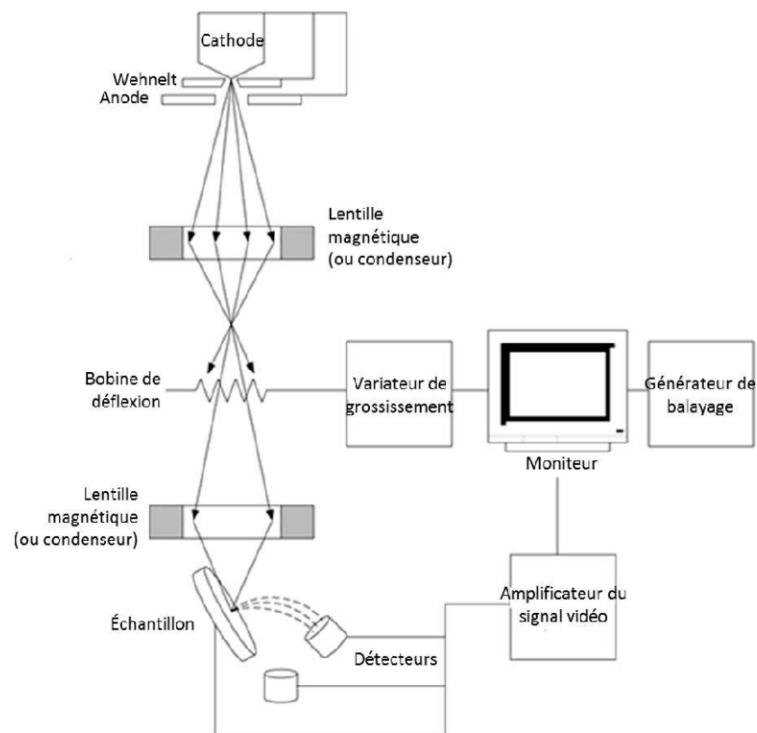 Cathode
Wehnelt
Anode
Lentille
magnétique
(ou condenseur)
Bobine de
déflexion
Variateur de
grossissement
Générateur de
balayage
Moniteur
Lentille
magnétique
(ou condenseur)
Amplificateur du
signal vidéo
Échantillon
Détecteurs